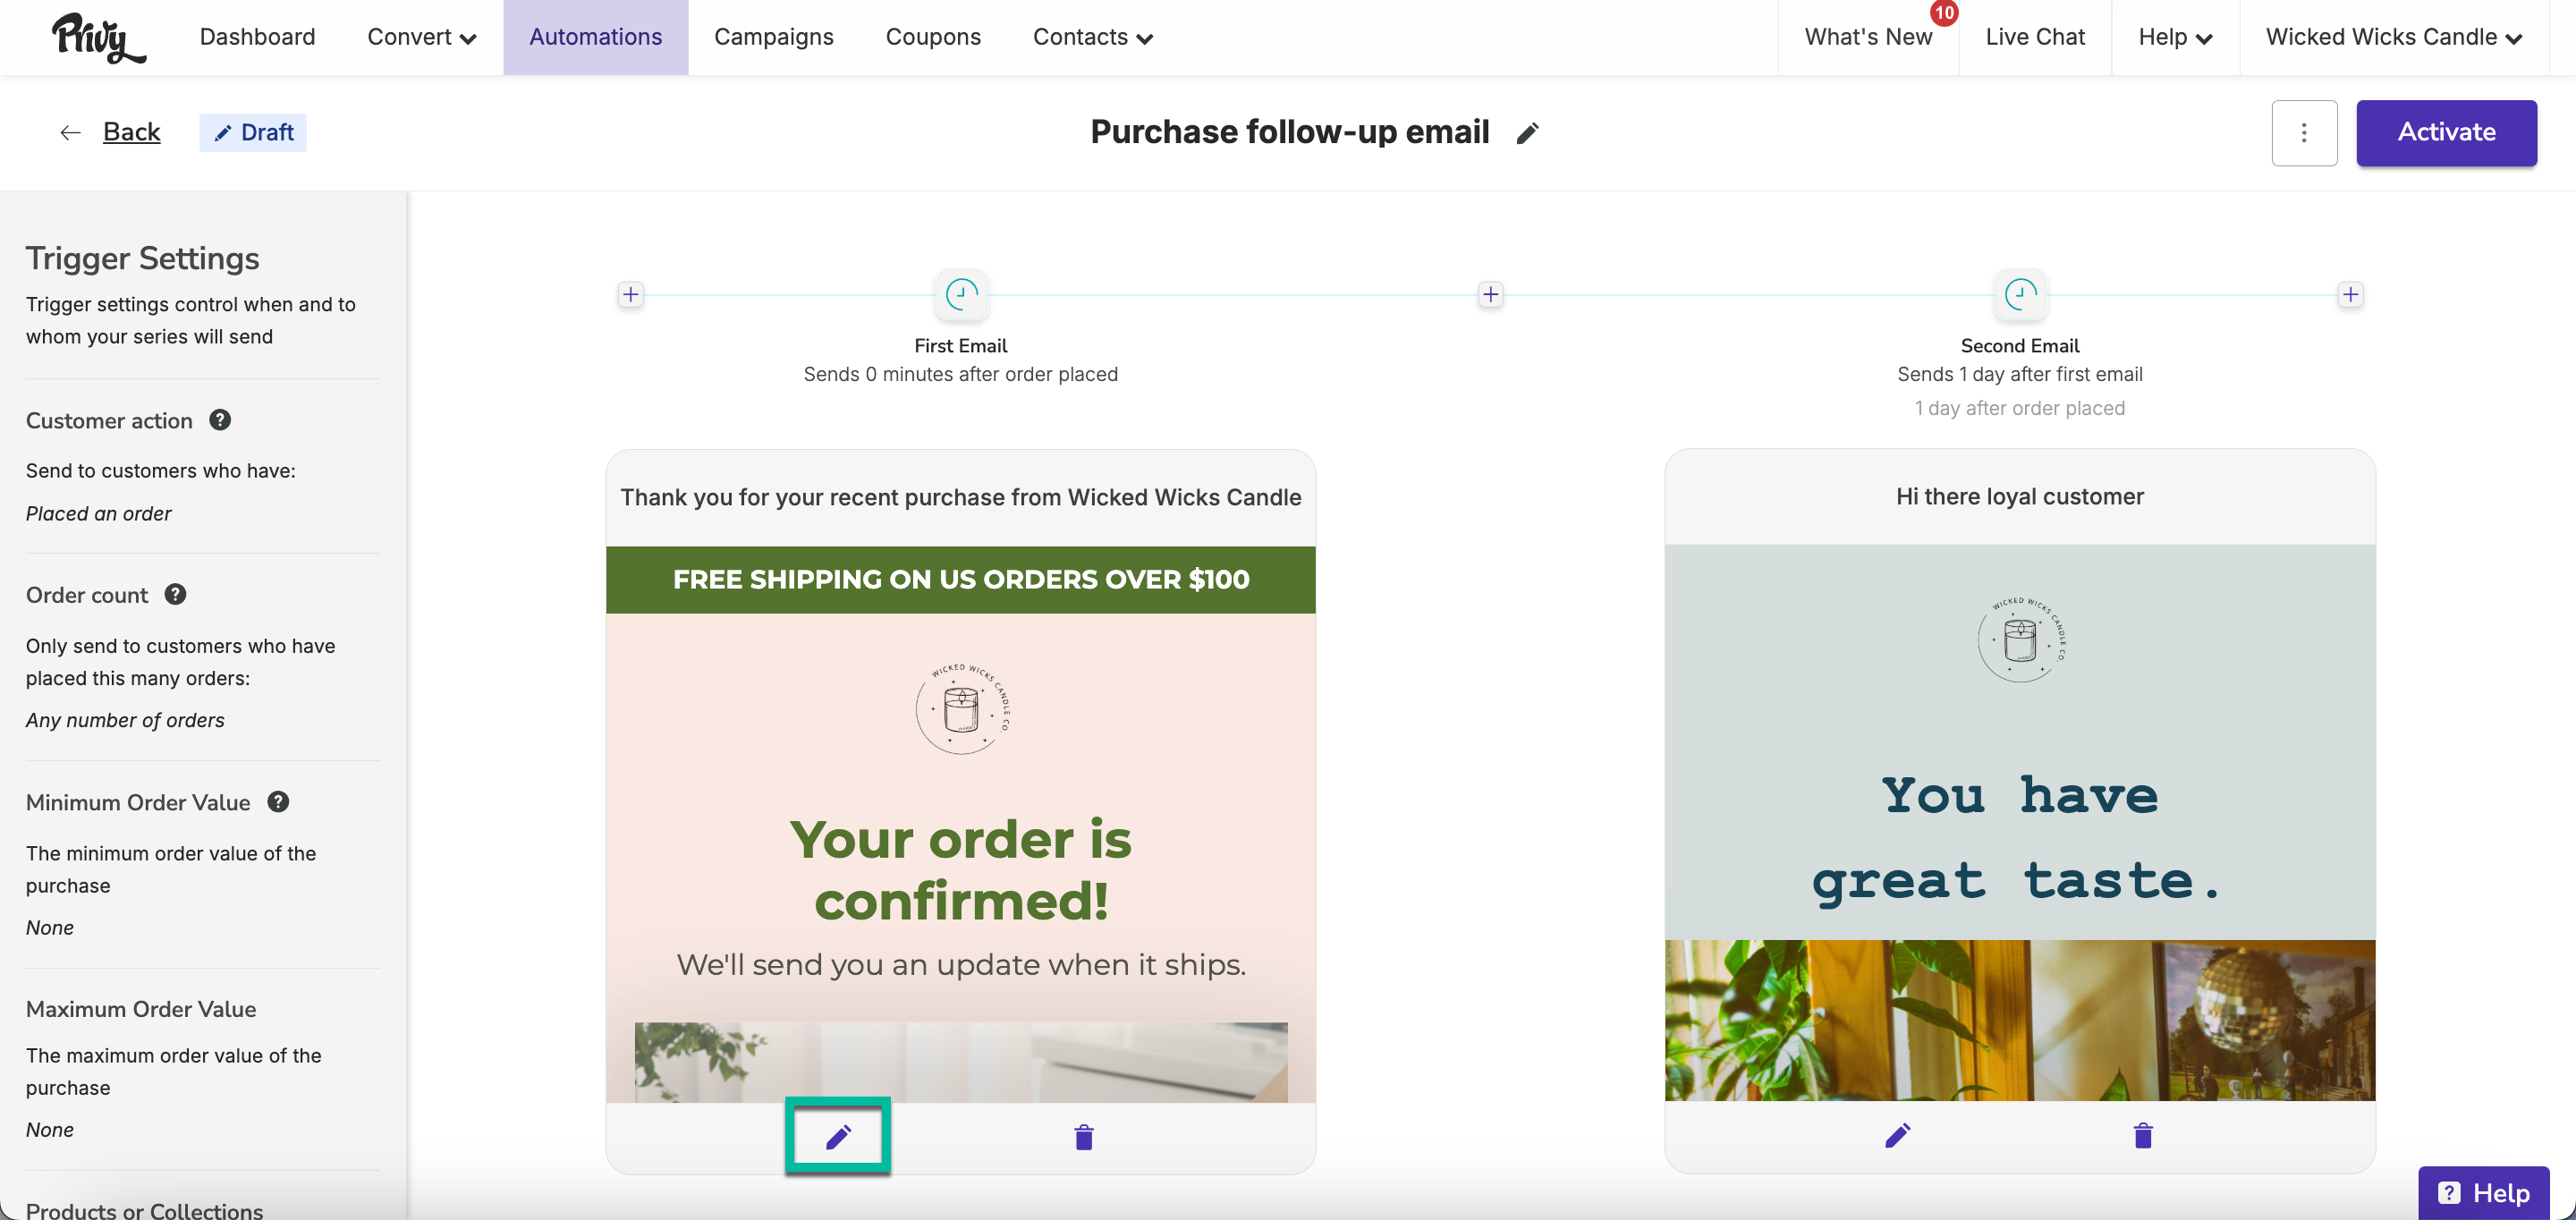 Privy
Dashboard
Convert
Automations
Campaigns
Coupons
Contacts
What's New
10
Live Chat
Help
Wicked Wicks Candle
Back
Draft
Purchase follow-up email
Activate
Trigger Settings
Trigger settings control when and to
whom your series will send
Customer action
Send to customers who have:
Placed an order
Order count
Only send to customers who have
placed this many orders:
Any number of orders
Minimum Order Value
The minimum order value of the
purchase
None
Maximum Order Value
The maximum order value of the
purchase
None
Products or Collections
First Email
Sends 0 minutes after order placed
Thank you for your recent purchase from Wicked Wicks Candle
FREE SHIPPING ON US ORDERS OVER $100
WICKED WICKS CANDLE CO.
Your order is
confirmed!
We'll send you an update when it ships.
Second Email
Sends 1 day after first email
1 day after order placed
Hi there loyal customer
WICKED WICKS CANDLE CO.
You have
great taste.
Help